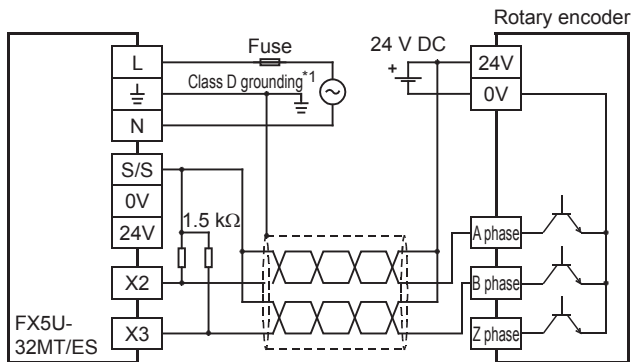 Rotary encoder
Fuse
24 V DC
L
24V
Class D grounding*1
+
0V
N
S/S
0V
1.5 kΩ
24V
A phase
X2
B phase
FX5U-
32MT/ES
X3
Z phase